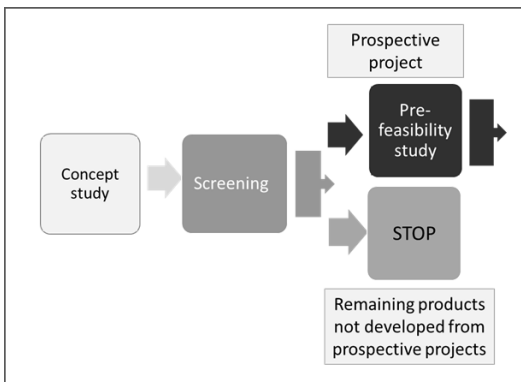 Prospective
project
Pre-
feasibility
study
Concept
study
Screening
STOP
Remaining products
not developed from
prospective projects